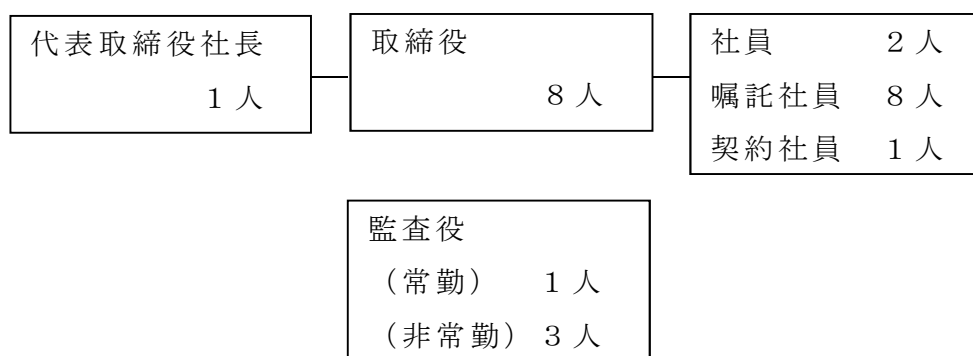 代表取締役社長
１人
取締役
８人
社員　　２人
嘱託社員　８人
契約社員　１人
監査役
（常勤）　１人
（非常勤）３人